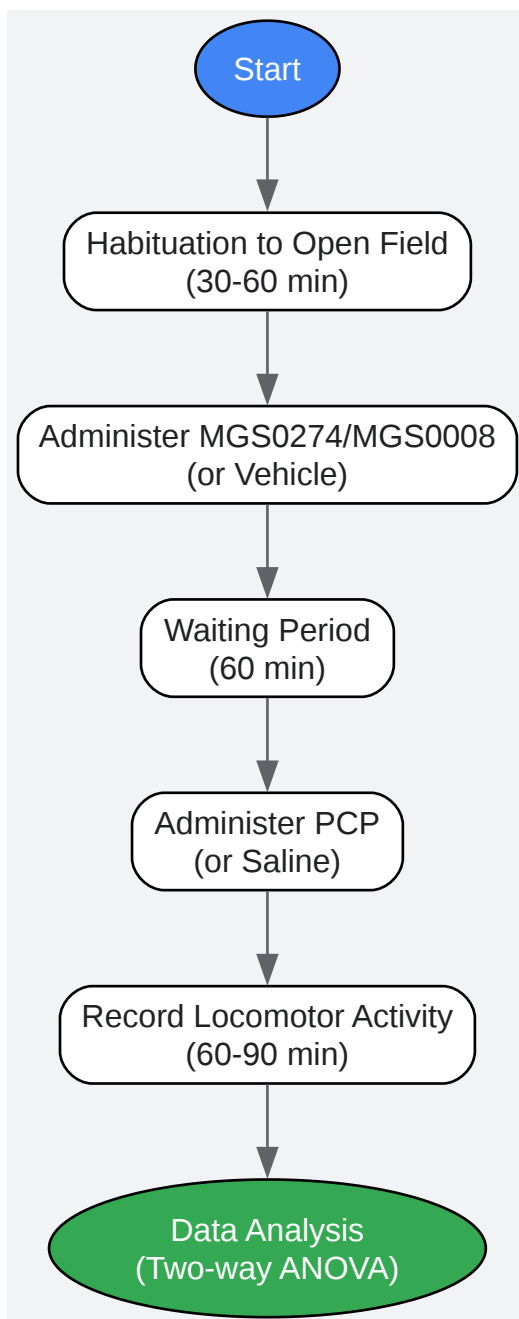 Start
Habituation to Open Field
(30-60 min)
Administer MGS0274/MGS0008
(or Vehicle)
Waiting Period
(60 min)
Administer PCP
(or Saline)
Record Locomotor Activity
(60-90 min)
Data Analysis
(Two-way ANOVA)